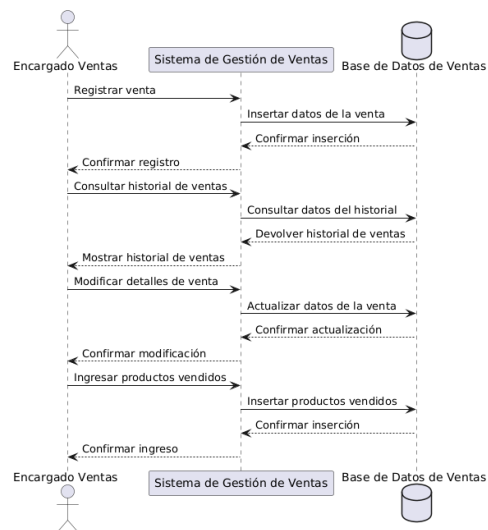 Encargado Ventas
Sistema de Gestión de Ventas
Base de Datos de Ventas
Registrar venta
Insertar datos de la venta
Confirmar inserción
Confirmar registro
Consultar historial de ventas
Consultar datos del historial
Devolver historial de ventas
Mostrar historial de ventas
Modificar detalles de venta
Actualizar datos de la venta
Confirmar actualización
Confirmar modificación
Ingresar productos vendidos
Insertar productos vendidos
Confirmar inserción
Confirmar ingreso
Encargado Ventas
Sistema de Gestión de Ventas
Base de Datos de Ventas